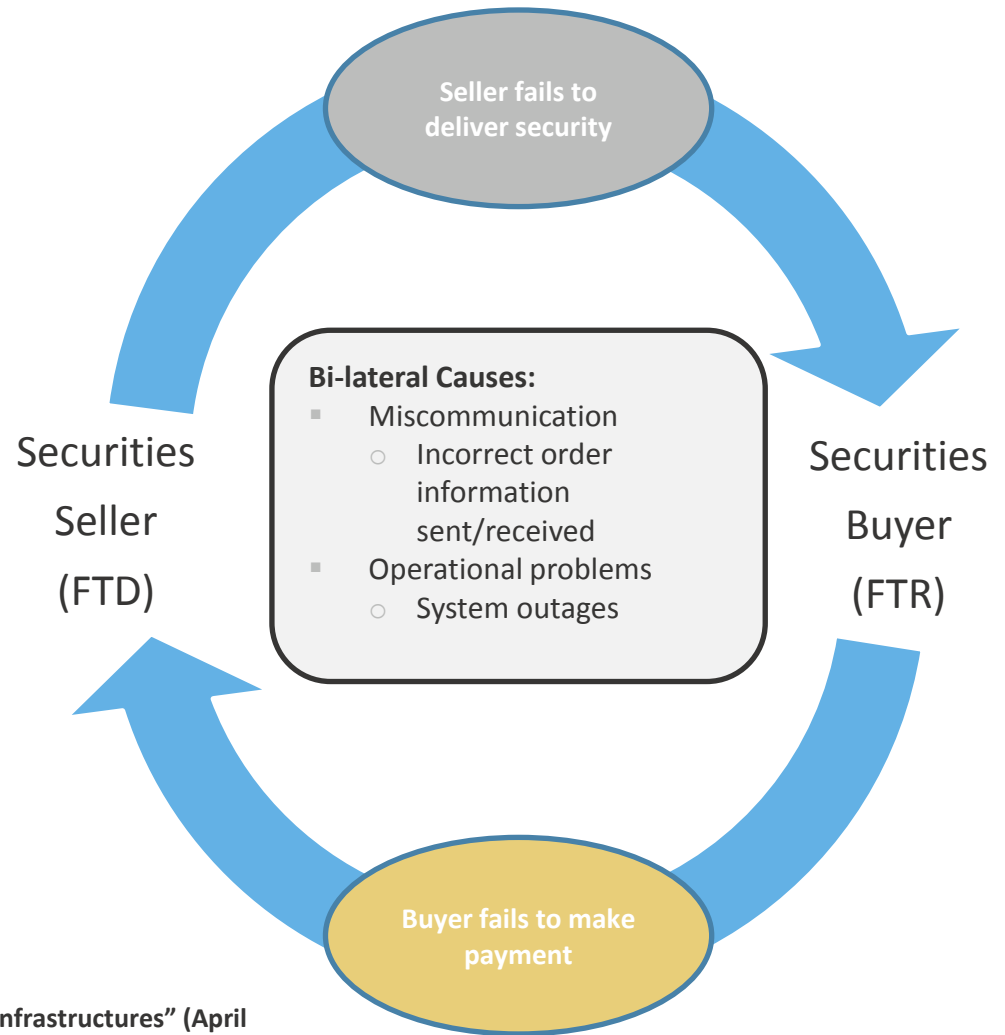 Seller fails to
deliver security
Bi-lateral Causes:
▪ Miscommunication
o Incorrect order
information
sent/received
▪ Operational problems
o System outages
Securities
Seller
(FTD)
Securities
Buyer
(FTR)
Buyer fails to make
payment
nfrastructures” (April